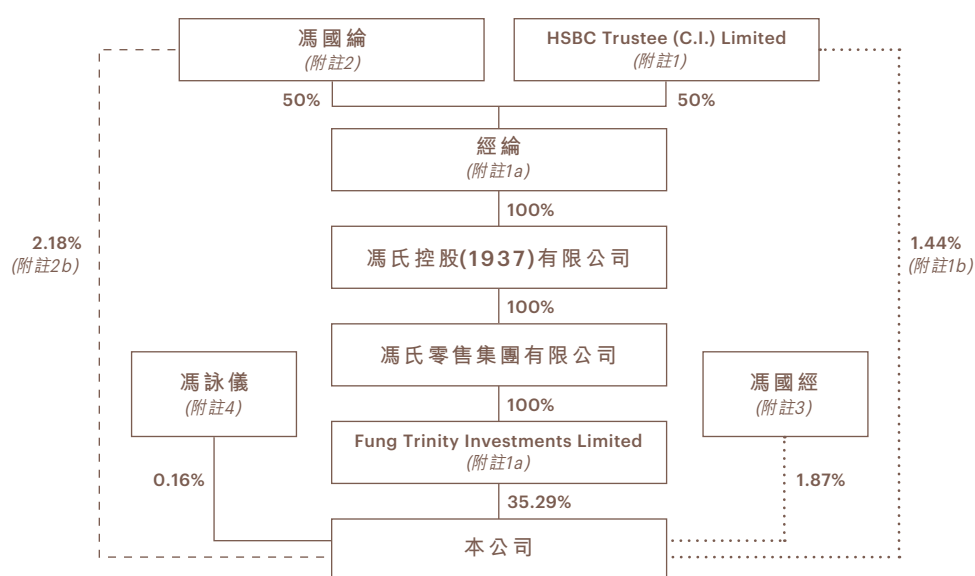 馮國綸
(附註2)
HSBC Trustee (C.I.) Limited
(附註1)
50%
50%
經綸
(附註1a)
100%
2.18%
(附註2b)
1.44%
(附註1b)
馮氏控股(1937)有限公司
100%
馮氏零售集團有限公司
馮詠儀
(附註4)
馮國經
(附註3)
100%
Fung Trinity Investments Limited
(附註1a)
0.16%
1.87%
35.29%
本公司